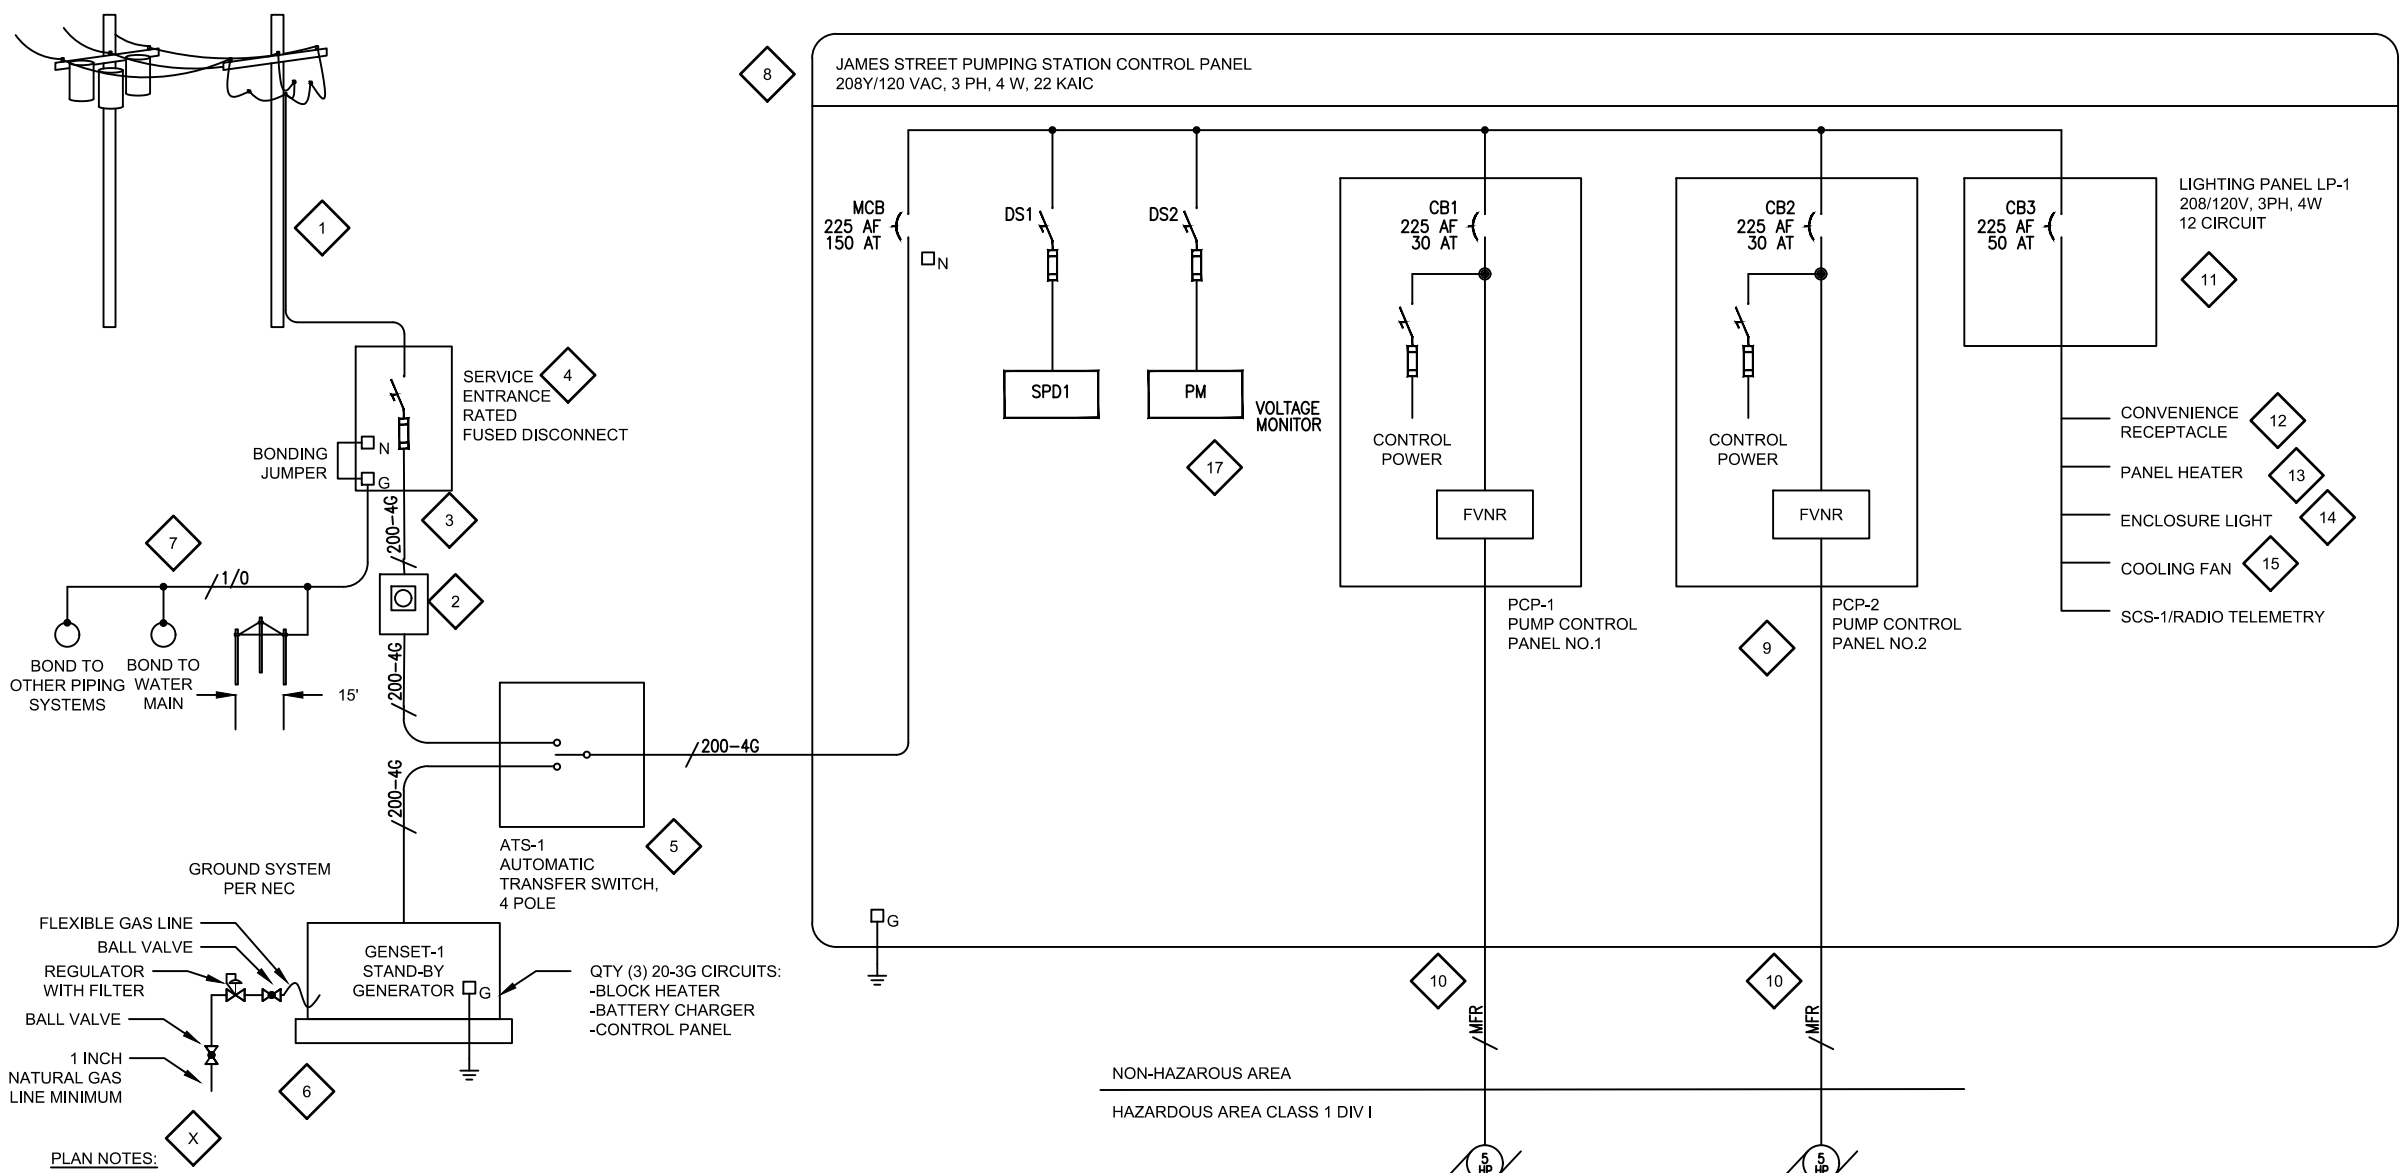 8
JAMES STREET PUMPING STATION CONTROL PANEL
208Y/120 VAC, 3 PH, 4 W, 22 KAIC
1
MCB
225 AF
150 AT
N
DS1
SPD1
DS2
PM
VOLTAGE
MONITOR
17
CB1
225 AF
30 AT
CONTROL
POWER
FVNR
PCP-1
PUMP CONTROL
PANEL NO.1
CB2
225 AF
30 AT
CONTROL
POWER
FVNR
9
PCP-2
PUMP CONTROL
PANEL NO.2
CB3
225 AF
50 AT
LIGHTING PANEL LP-1
208/120V, 3PH, 4W
12 CIRCUIT
11
CONVENIENCE
RECEPTACLE
12
PANEL HEATER
13
ENCLOSURE LIGHT
14
COOLING FAN
15
SCS-1/RADIO TELEMETRY
SERVICE
ENTRANCE
RATED
FUSED DISCONNECT
4
BONDING
JUMPER
N
G
200-4G
3
7
1/0
2
BOND TO
OTHER PIPING
SYSTEMS
BOND TO
WATER
MAIN
15'
200-4G
200-4G
200-4G
ATS-1
AUTOMATIC
TRANSFER SWITCH,
4 POLE
5
GROUND SYSTEM
PER NEC
FLEXIBLE GAS LINE
BALL VALVE
REGULATOR
WITH FILTER
BALL VALVE
1 INCH
NATURAL GAS
LINE MINIMUM
GENSET-1
STAND-BY
GENERATOR
G
QTY (3) 20-3G CIRCUITS:
-BLOCK HEATER
-BATTERY CHARGER
-CONTROL PANEL
6
G
10
MFR
10
MFR
NON-HAZAROUS AREA
HAZARDOUS AREA CLASS 1 DIV I
X
PLAN NOTES:
5
HP
5
HP